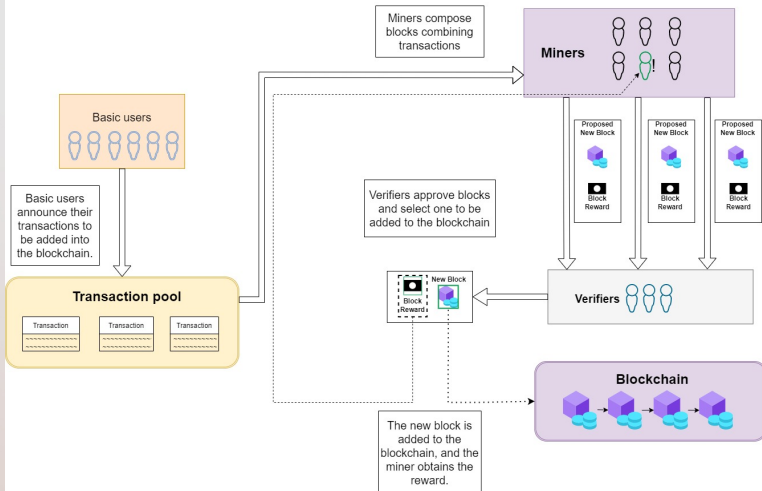 Miners compose
blocks combining
transactions
Miners
!
Basic users
Proposed
New Block
Block
Reward
Proposed
New Block
Block
Reward
Proposed
New Block
Block
Reward
Basic users
announce their
transactions to
be added into
the blockchain.
Verifiers approve blocks
and select one to be
added to the blockchain
Transaction pool
Transaction
Transaction
Transaction
New Block
Block
Reward
Verifiers
Blockchain
The new block is
added to the
blockchain, and the
miner obtains the
reward.